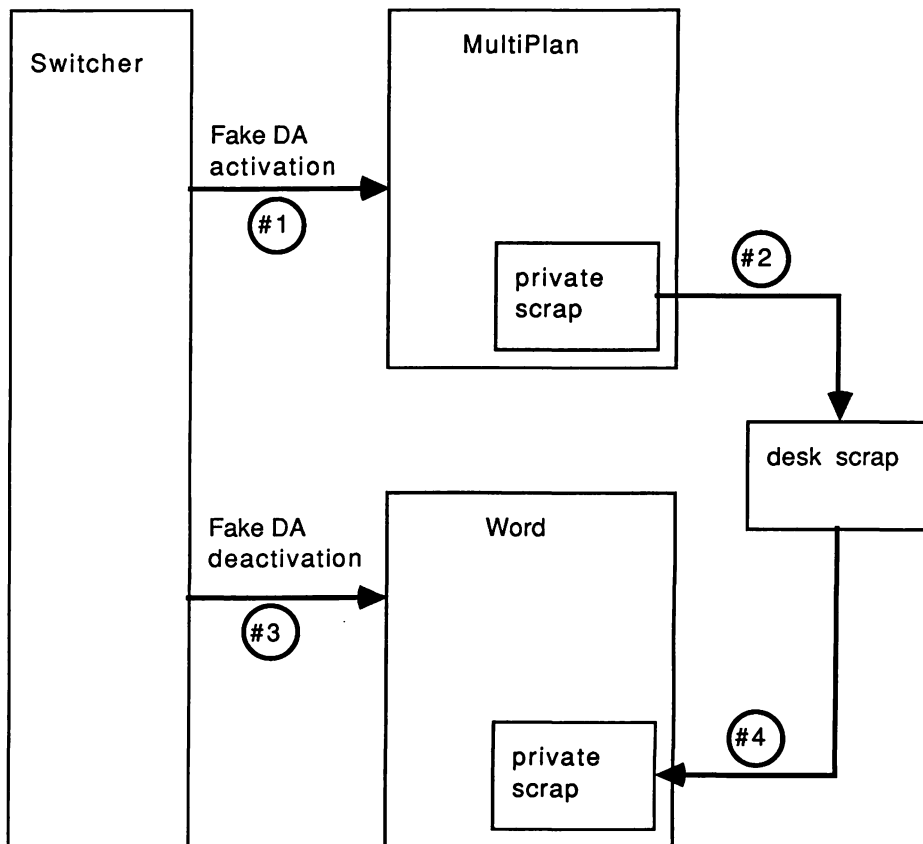 Switcher
MultiPlan
Fake DA
activation
#1
private
scrap
#2
desk scrap
Fake DA
deactivation
#3
Word
private
scrap
#4